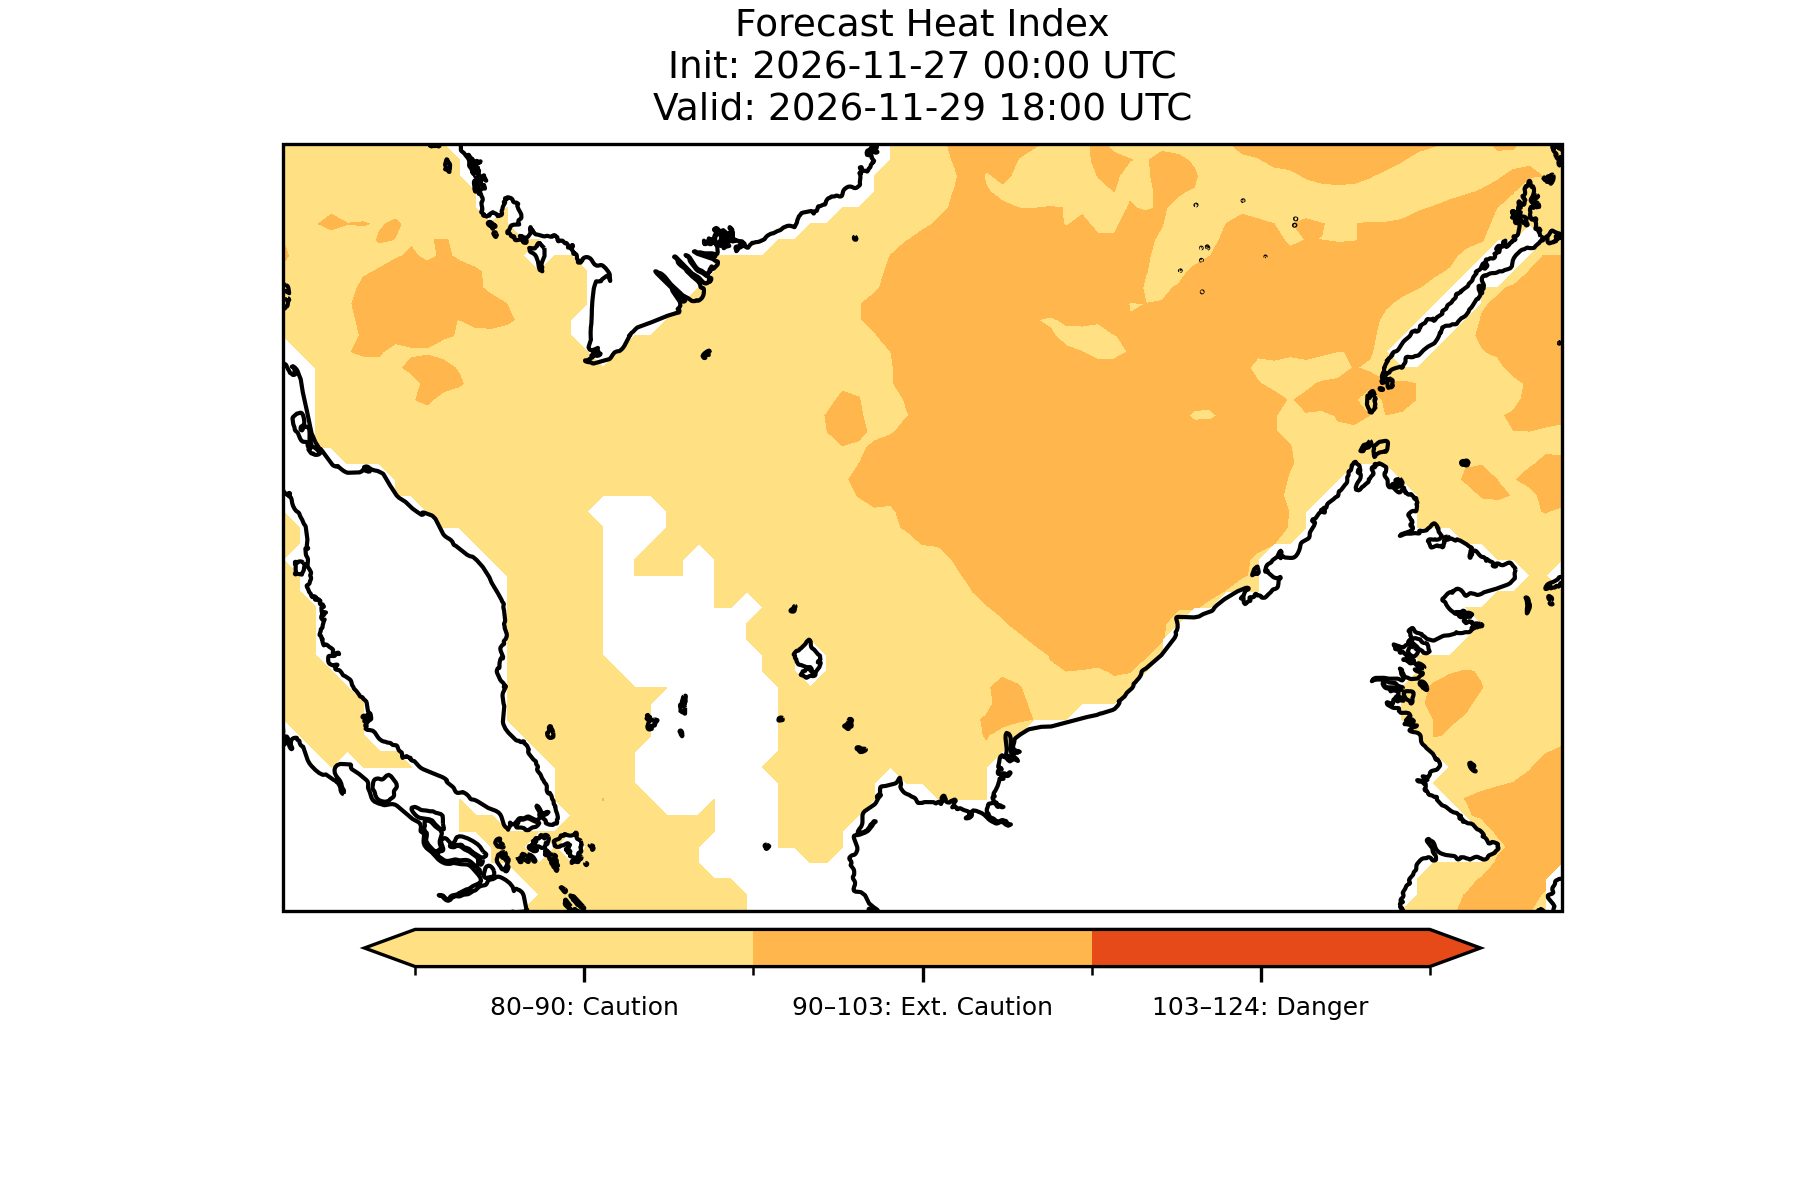 Forecast Heat Index
Init: 2026-11-27 00:00 UTC
Valid: 2026-11-29 18:00 UTC
80–90: Caution
90–103: Ext. Caution
103–124: Danger